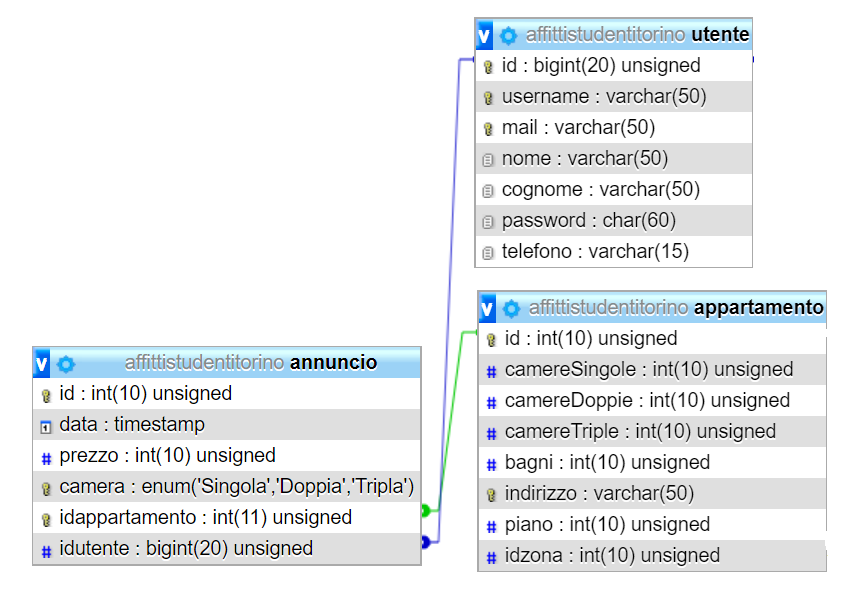 affittistudentitorino utente
id : bigint(20) unsigned
username : varchar(50)
mail : varchar(50)
nome : varchar(50)
cognome : varchar(50)
password : char(60)
telefono : varchar(15)
affittistudentitorino appartamento
id : int(10) unsigned
camereSingole : int(10) unsigned
camereDoppie : int(10) unsigned
camereTriple : int(10) unsigned
bagni : int(10) unsigned
indirizzo : varchar(50)
piano : int(10) unsigned
idzona : int(10) unsigned
affittistudentitorino annuncio
id : int(10) unsigned
data : timestamp
prezzo : int(10) unsigned
camera : enum('Singola','Doppia','Tripla')
idappartamento : int(11) unsigned
idutente : bigint(20) unsigned